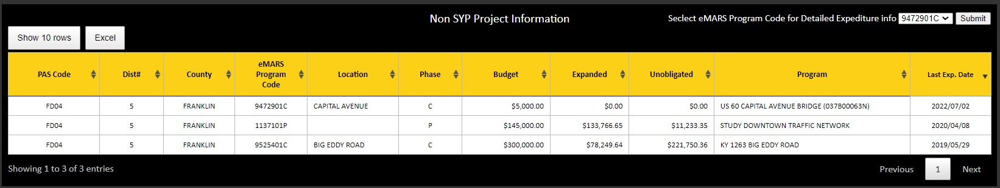 Non SYP Project Information
Seclect eMARS Program Code for Detailed Expediture info 9472901C Submit
Show 10 rows Excel
PAS Code Dist# County eMARS Program Code Location Phase Budget Expanded Unobligated Program Last Exp. Date
FD04 5 FRANKLIN 9472901C CAPITAL AVENUE C $5,000.00 $0.00 $0.00 US 60 CAPITAL AVENUE BRIDGE (037B00063N) 2022/07/02
FD04 5 FRANKLIN 1137101P P $145,000.00 $133,766.65 $11,233.35 STUDY DOWNTOWN TRAFFIC NETWORK 2020/04/08
FD04 5 FRANKLIN 9525401C BIG EDDY ROAD C $300,000.00 $78,249.64 $221,750.36 KY 1263 BIG EDDY ROAD 2019/05/29
Showing 1 to 3 of 3 entries Previous 1 Next